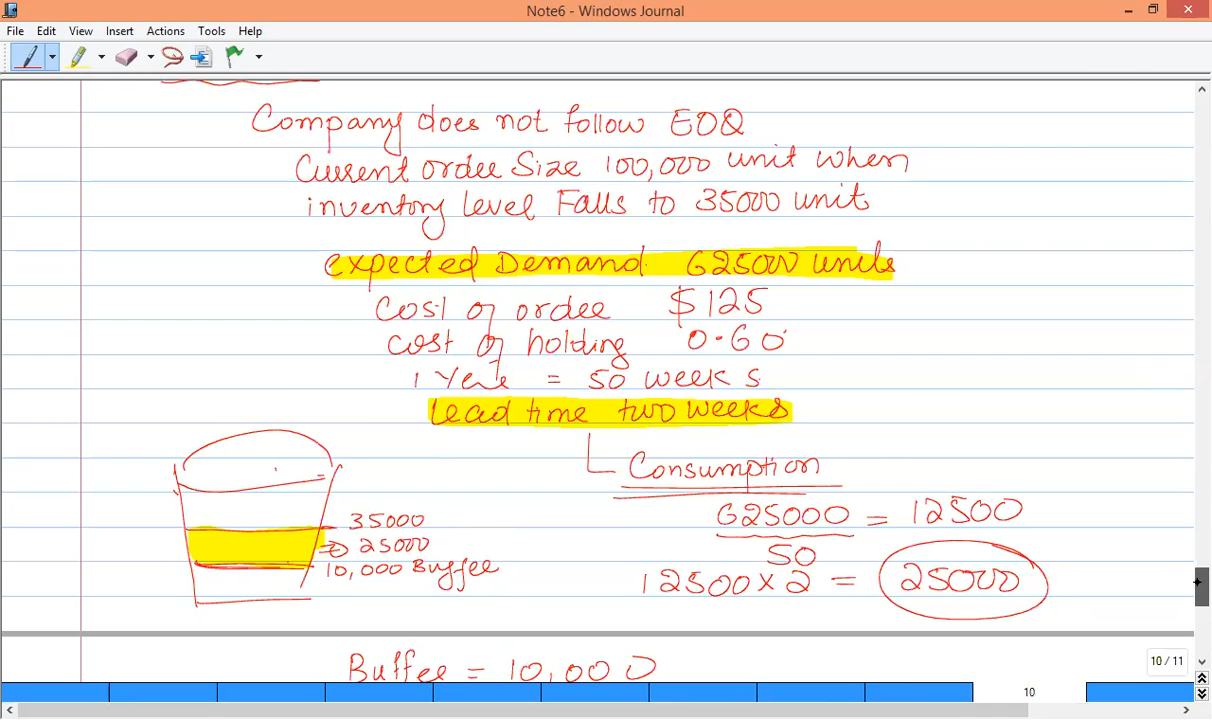 Note6 - Windows Journal
File Edit View Insert Actions Tools Help
Company does not follow EOQ
Current order Size 100,000 unit when
inventory level Falls to 35000 unit
expected Demand. 625000 units
Cost of order $125
cost of holding 0.60
1 Year = 50 weeks
lead time two weeks
Consumption
625000 = 12500
50
12500 x 2 = 25000
35000
25000
10,000 Buffer
Buffer = 10,000
10 / 11
10